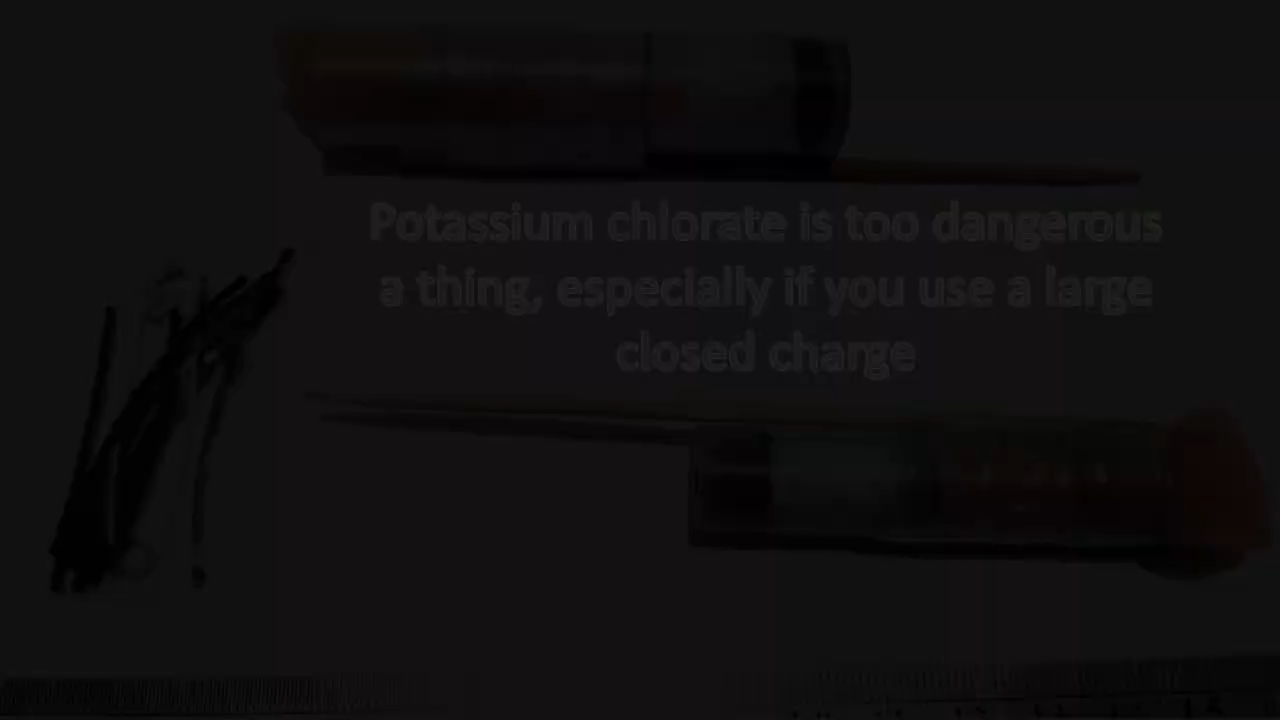 Potassium chlorate is too dangerous
a thing, especially if you use a large
closed charge